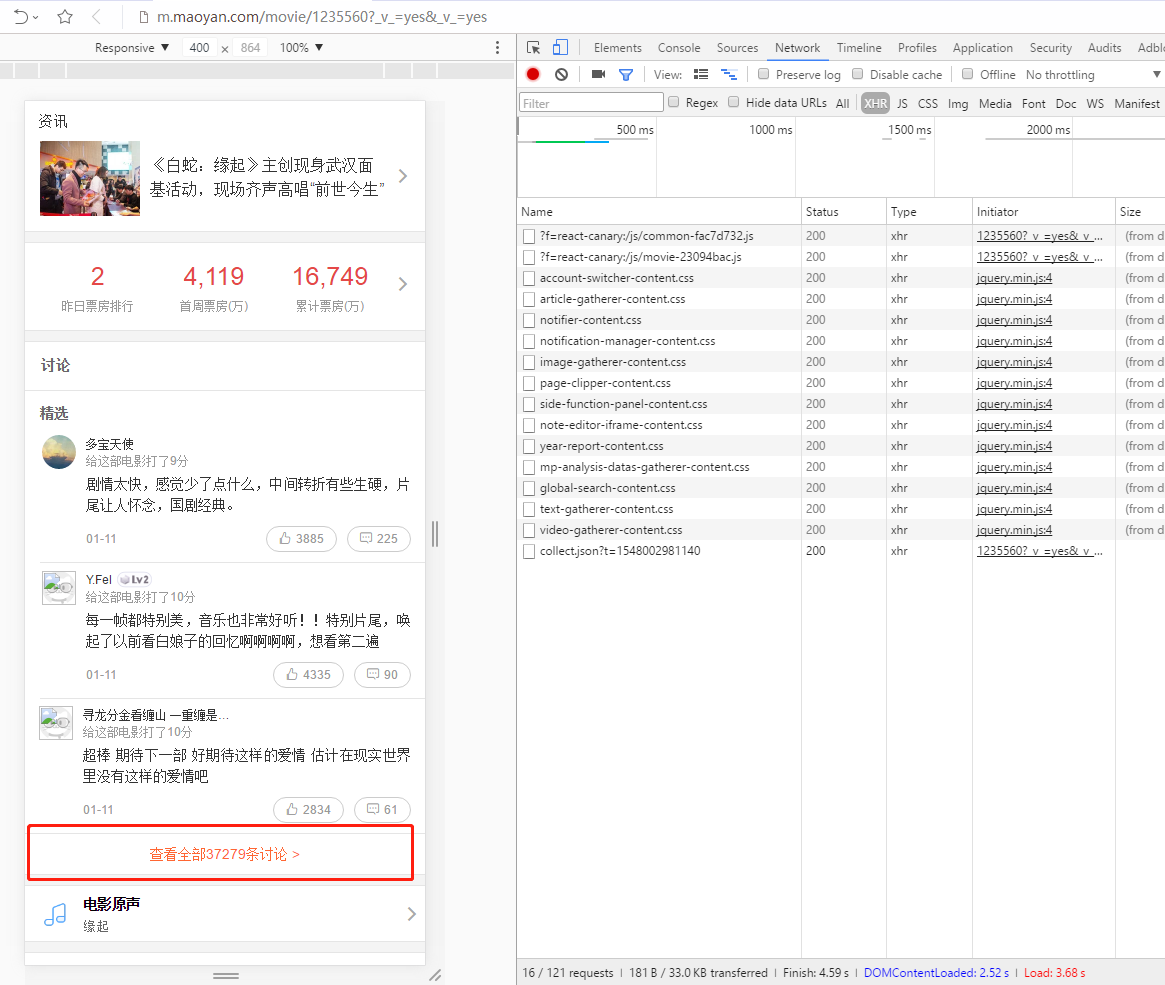 m.maoyan.com/movie/1235560?_v_=yes&_v_=yes
Responsive ▼ 400 × 864 100% ▼
Elements Console Sources Network Timeline Profiles Application Security Audits Adblo
View: Preserve log Disable cache Offline No throttling ▼
Filter Regex Hide data URLs All XHR JS CSS Img Media Font Doc WS Manifest
500 ms 1000 ms 1500 ms 2000 ms
资讯
《白蛇：缘起》主创现身武汉面
基活动，现场齐声高唱“前世今生”
2 4,119 16,749
昨日票房排行 首周票房(万) 累计票房(万)
讨论
精选
多宝天使
给这部电影打了9分
剧情太快，感觉少了点什么，中间转折有些生硬，片
尾让人怀念，国剧经典。
01-11 3885 225
Y.Fel Lv2
给这部电影打了10分
每一帧都特别美，音乐也非常好听！！特别片尾，唤
起了以前看白娘子的回忆啊啊啊啊，想看第二遍
01-11 4335 90
寻龙分金看缠山 一重缠是...
给这部电影打了10分
超棒 期待下一部 好期待这样的爱情 估计在现实世界
里没有这样的爱情吧
01-11 2834 61
查看全部37279条讨论 >
电影原声
缘起
Name Status Type Initiator Size
?f=react-canary:/js/common-fac7d732.js 200 xhr 1235560?_v_=yes&_v_... (from d
?f=react-canary:/js/movie-23094bac.js 200 xhr 1235560?_v_=yes&_v_... (from d
account-switcher-content.css 200 xhr jquery.min.js:4 (from d
article-gatherer-content.css 200 xhr jquery.min.js:4 (from d
notifier-content.css 200 xhr jquery.min.js:4 (from d
notification-manager-content.css 200 xhr jquery.min.js:4 (from d
image-gatherer-content.css 200 xhr jquery.min.js:4 (from d
page-clipper-content.css 200 xhr jquery.min.js:4 (from d
side-function-panel-content.css 200 xhr jquery.min.js:4 (from d
note-editor-iframe-content.css 200 xhr jquery.min.js:4 (from d
year-report-content.css 200 xhr jquery.min.js:4 (from d
mp-analysis-datas-gatherer-content.css 200 xhr jquery.min.js:4 (from d
global-search-content.css 200 xhr jquery.min.js:4 (from d
text-gatherer-content.css 200 xhr jquery.min.js:4 (from d
video-gatherer-content.css 200 xhr jquery.min.js:4 (from d
collect.json?t=1548002981140 200 xhr 1235560?_v_=yes&_v_...
16 / 121 requests | 181 B / 33.0 KB transferred | Finish: 4.59 s | DOMContentLoaded: 2.52 s | Load: 3.68 s